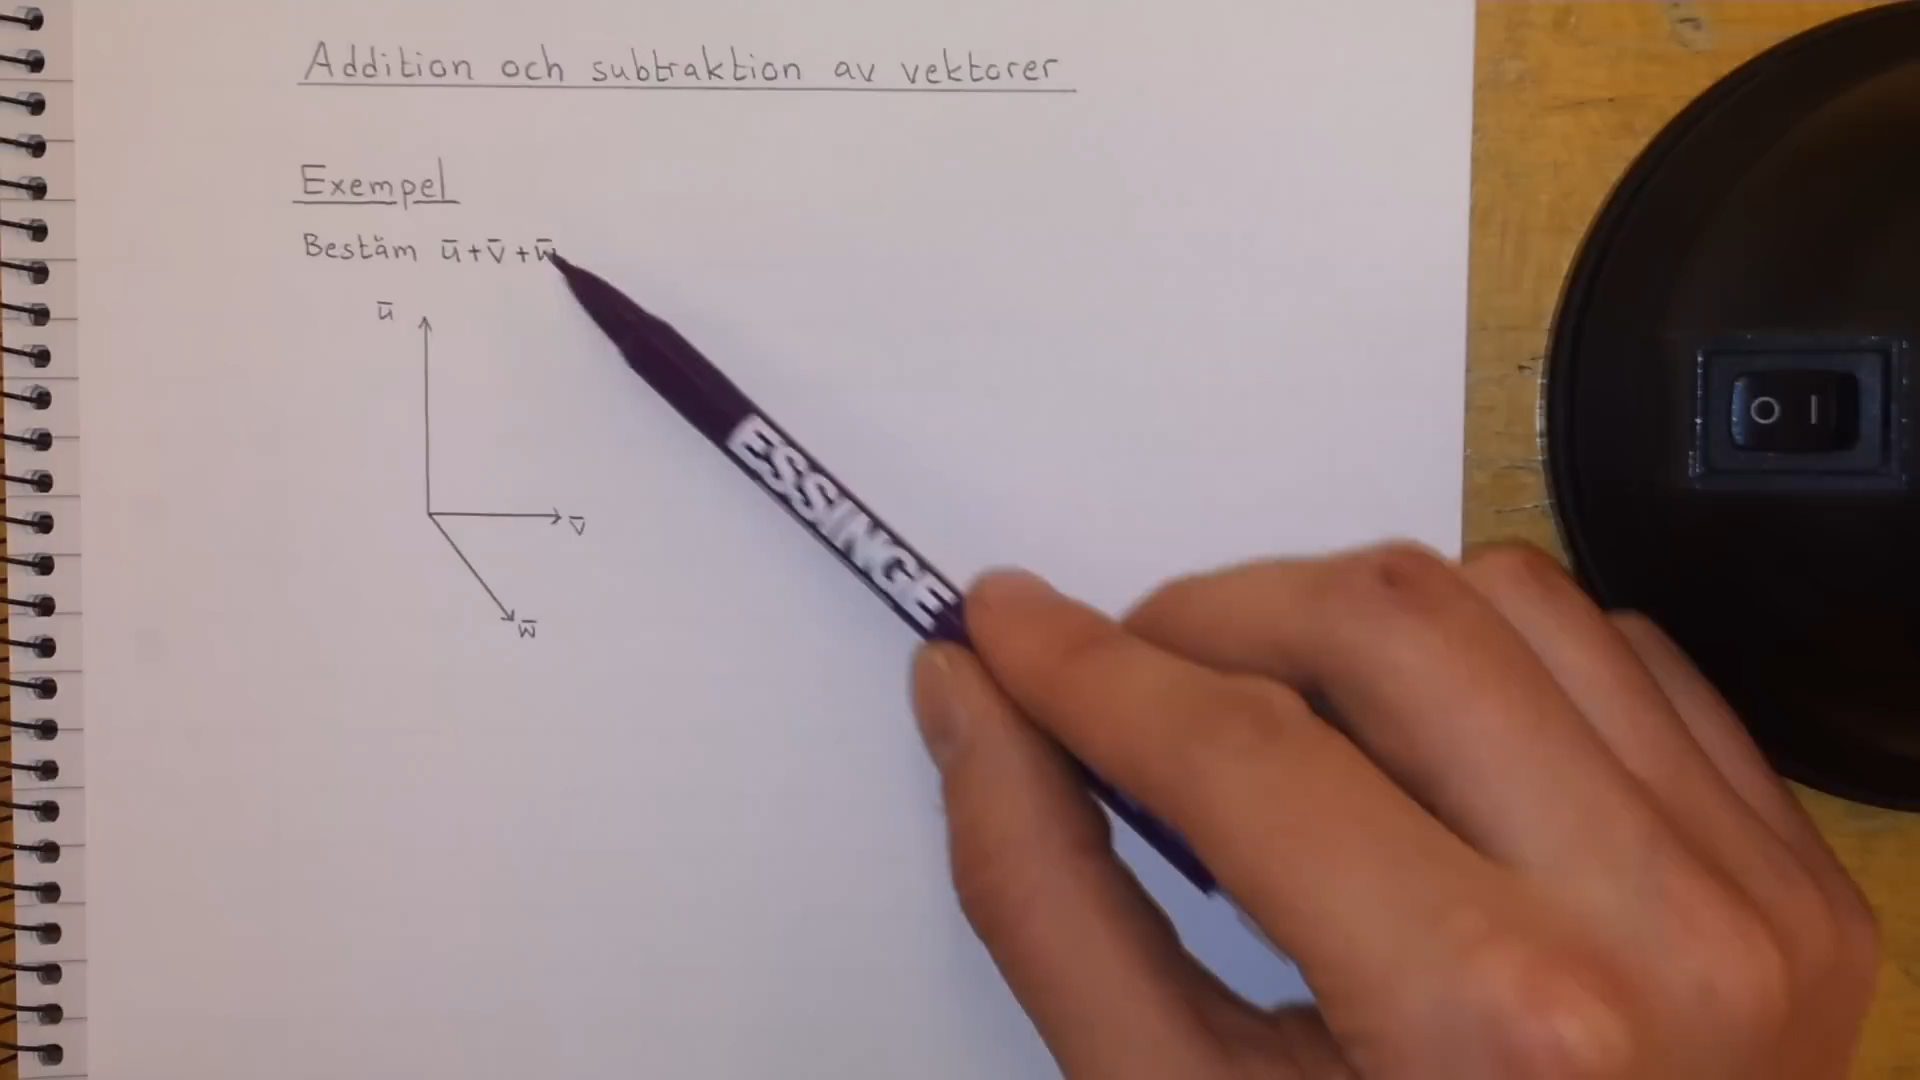 Addition och subtraktion av vektorer
Exempel
Bestäm u̅+v̅+w̅
u̅
v̅
w̅
ESSINGE
O I